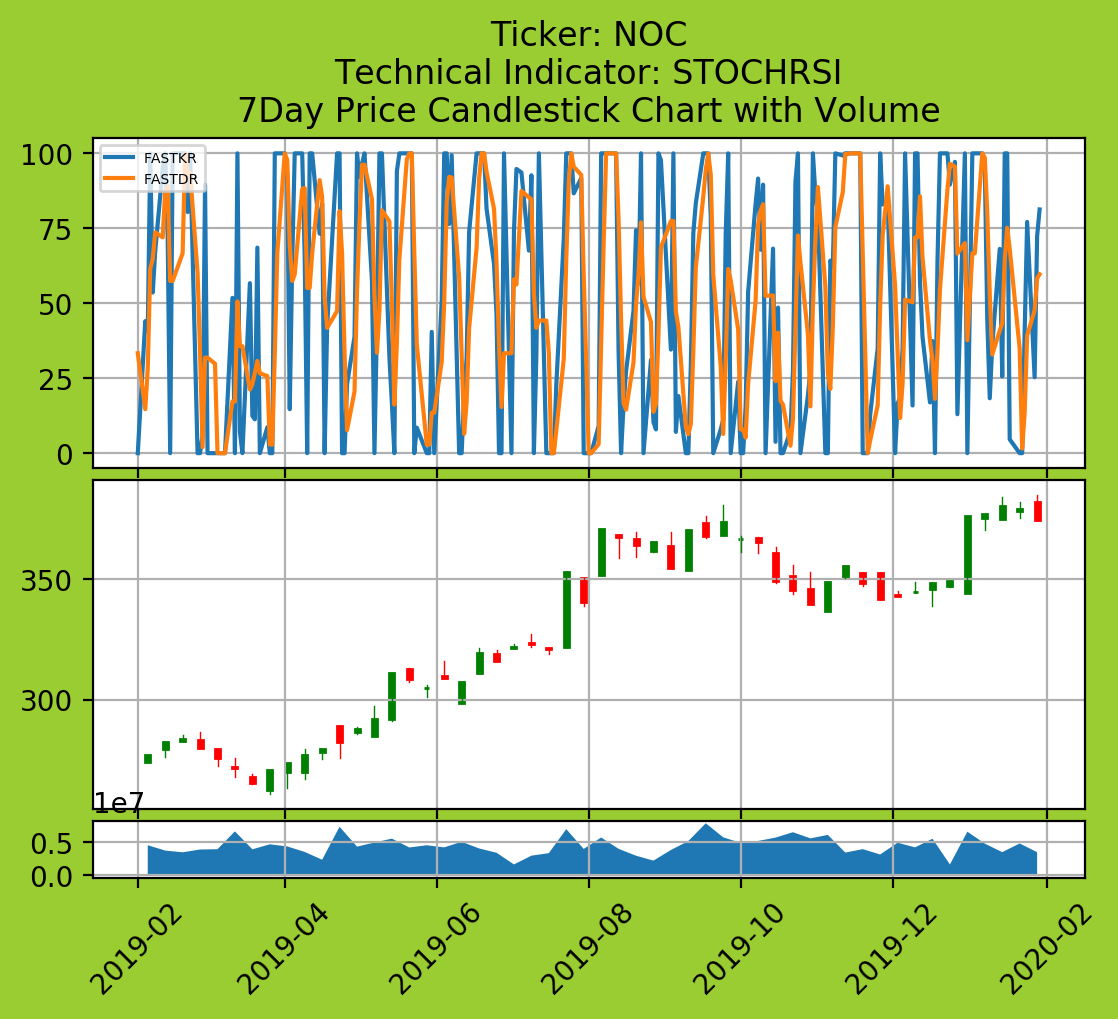 Ticker: NOC
Technical Indicator: STOCHRSI
7Day Price Candlestick Chart with Volume
FASTKR
FASTDR
100
75
50
25
0
350
300
1e7
0.5
0.0
2019-02
2019-04
2019-06
2019-08
2019-10
2019-12
2020-02